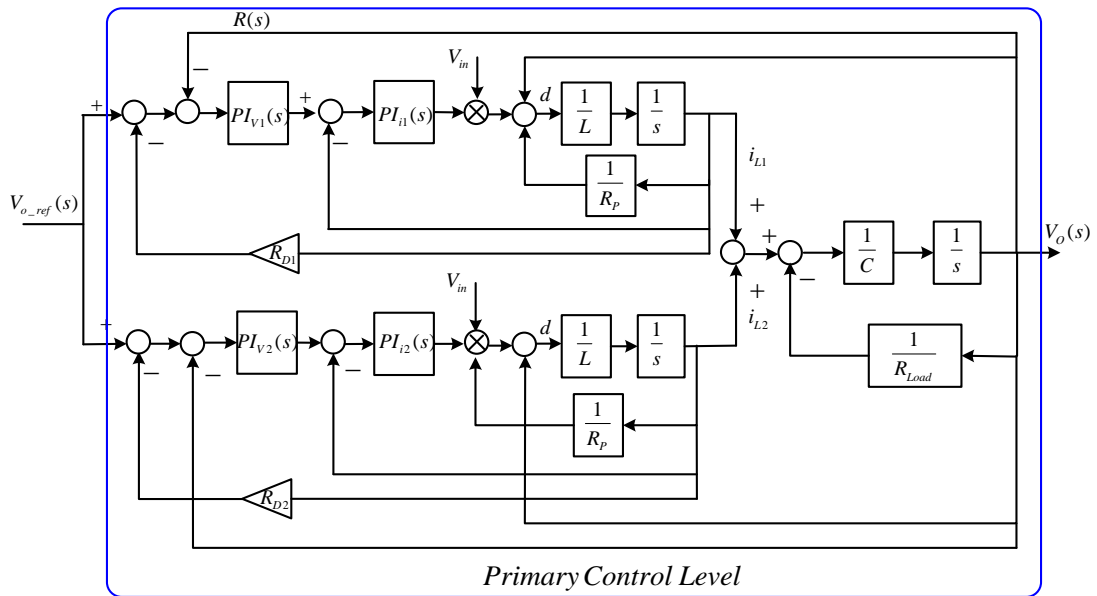 R(s)
V_in
+
−
−
PI_V1(s)
+
−
PI_i1(s)
d
1/L
1/s
1/R_P
i_L1
R_D1
V_o_ref(s)
+
+
−
1/C
1/s
V_O(s)
V_in
+
i_L2
+
−
−
PI_V2(s)
−
PI_i2(s)
d
1/L
1/s
1/R_P
1/R_Load
R_D2
Primary Control Level